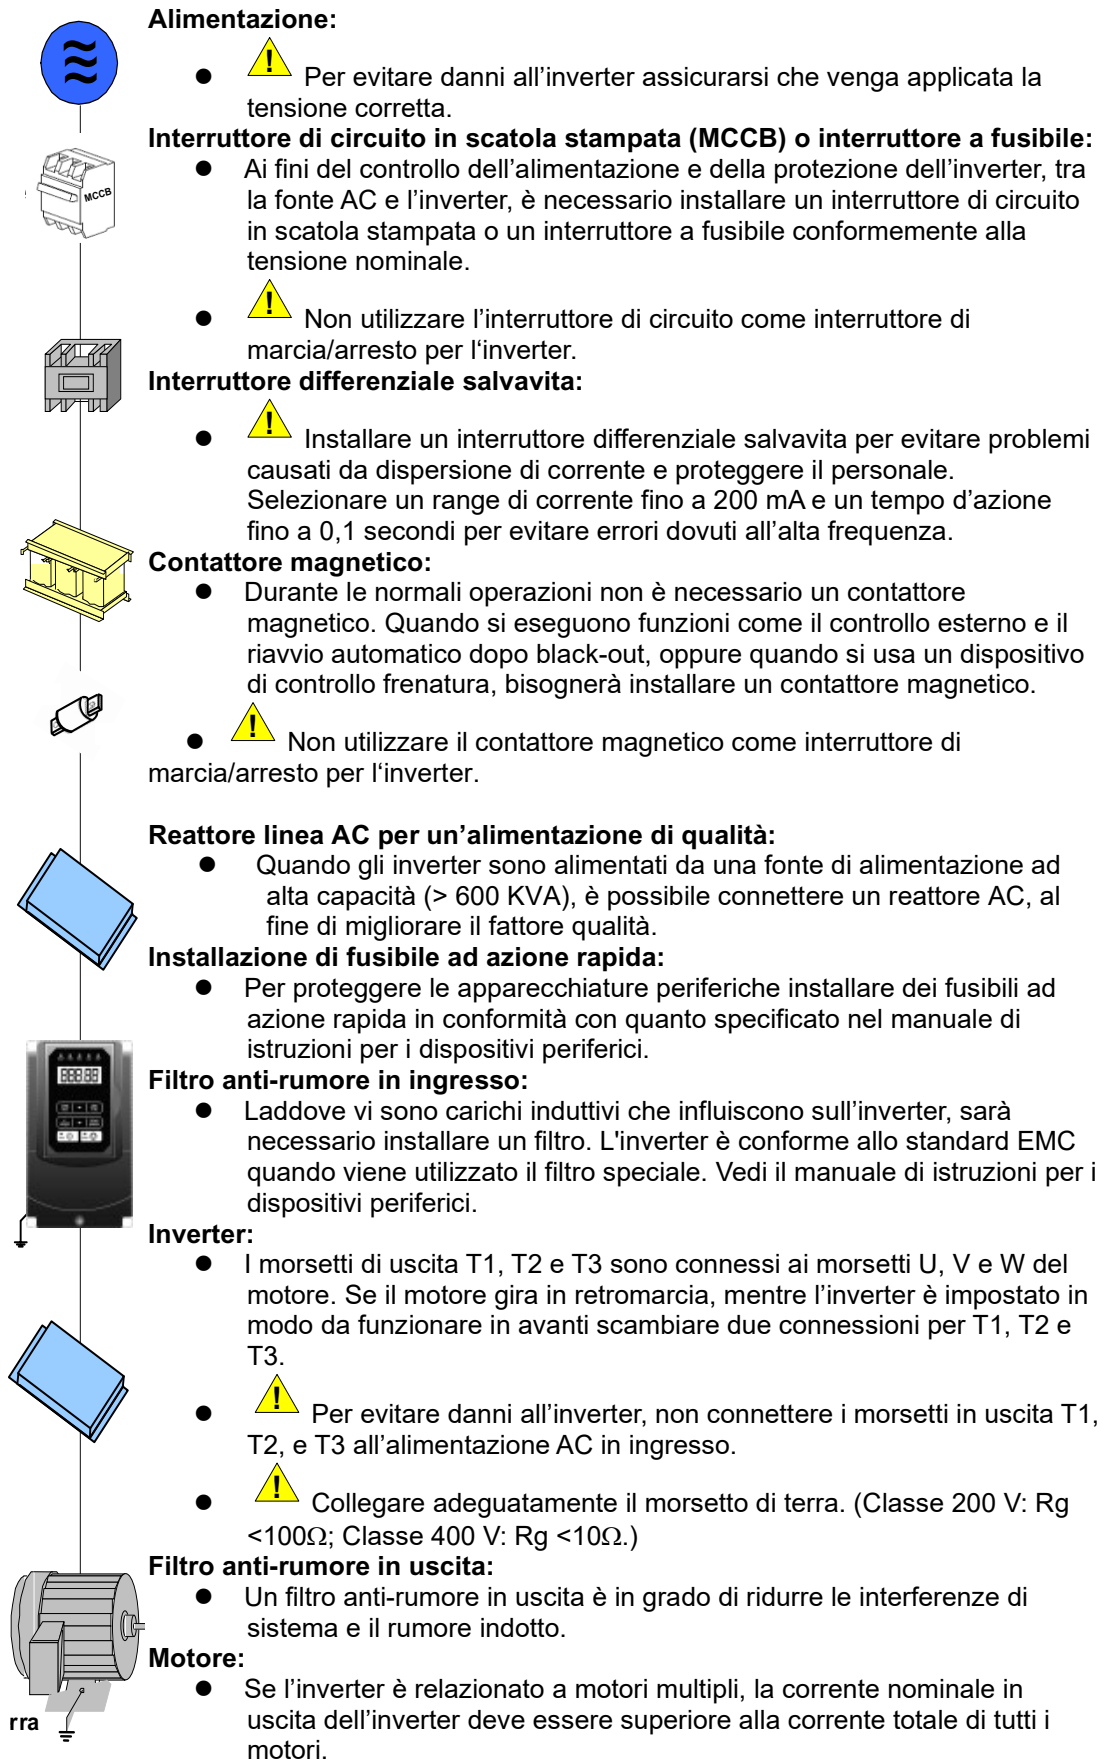 Alimentazione:
● Per evitare danni all’inverter assicurarsi che venga applicata la
tensione corretta.
Interruttore di circuito in scatola stampata (MCCB) o interruttore a fusibile:
● Ai fini del controllo dell’alimentazione e della protezione dell’inverter, tra
la fonte AC e l’inverter, è necessario installare un interruttore di circuito
in scatola stampata o un interruttore a fusibile conformemente alla
tensione nominale.
MCCB
● Non utilizzare l’interruttore di circuito come interruttore di
marcia/arresto per l‘inverter.
Interruttore differenziale salvavita:
● Installare un interruttore differenziale salvavita per evitare problemi
causati da dispersione di corrente e proteggere il personale.
Selezionare un range di corrente fino a 200 mA e un tempo d’azione
fino a 0,1 secondi per evitare errori dovuti all’alta frequenza.
Contattore magnetico:
● Durante le normali operazioni non è necessario un contattore
magnetico. Quando si eseguono funzioni come il controllo esterno e il
riavvio automatico dopo black-out, oppure quando si usa un dispositivo
di controllo frenatura, bisognerà installare un contattore magnetico.
● Non utilizzare il contattore magnetico come interruttore di
marcia/arresto per l‘inverter.
Reattore linea AC per un’alimentazione di qualità:
● Quando gli inverter sono alimentati da una fonte di alimentazione ad
alta capacità (> 600 KVA), è possibile connettere un reattore AC, al
fine di migliorare il fattore qualità.
Installazione di fusibile ad azione rapida:
● Per proteggere le apparecchiature periferiche installare dei fusibili ad
azione rapida in conformità con quanto specificato nel manuale di
istruzioni per i dispositivi periferici.
Filtro anti-rumore in ingresso:
● Laddove vi sono carichi induttivi che influiscono sull’inverter, sarà
necessario installare un filtro. L'inverter è conforme allo standard EMC
quando viene utilizzato il filtro speciale. Vedi il manuale di istruzioni per i
dispositivi periferici.
Inverter:
● I morsetti di uscita T1, T2 e T3 sono connessi ai morsetti U, V e W del
motore. Se il motore gira in retromarcia, mentre l’inverter è impostato in
modo da funzionare in avanti scambiare due connessioni per T1, T2 e
T3.
● Per evitare danni all’inverter, non connettere i morsetti in uscita T1,
T2, e T3 all’alimentazione AC in ingresso.
● Collegare adeguatamente il morsetto di terra. (Classe 200 V: Rg
<100Ω; Classe 400 V: Rg <10Ω.)
Filtro anti-rumore in uscita:
● Un filtro anti-rumore in uscita è in grado di ridurre le interferenze di
sistema e il rumore indotto.
Motore:
● Se l’inverter è relazionato a motori multipli, la corrente nominale in
uscita dell’inverter deve essere superiore alla corrente totale di tutti i
motori.
rra